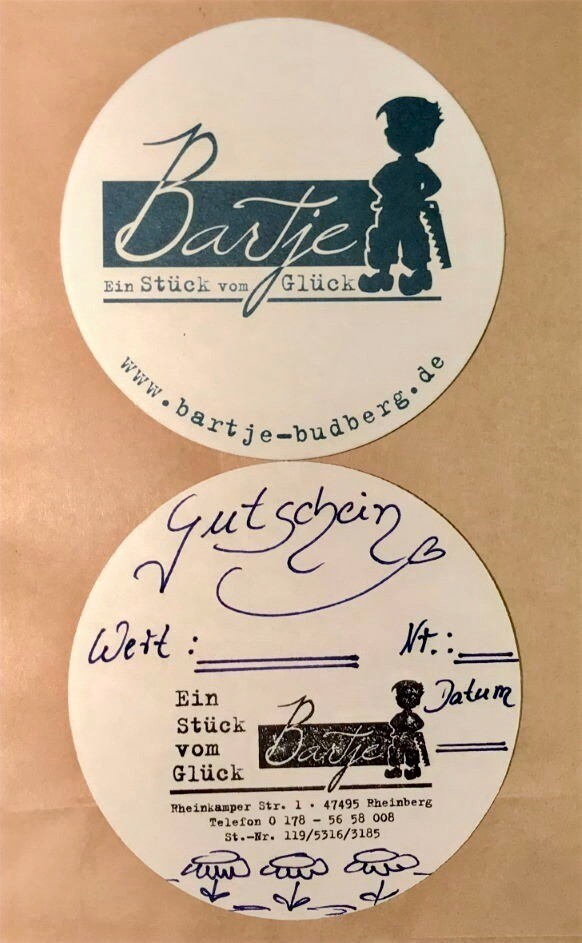 Bartje
Ein Stück vom Glück
www.bartje-budberg.de
Gutschein
Wert: Nr.:
Datum
Ein
Stück
vom
Glück
Bartje
Rheinkamper Str. 1 · 47495 Rheinberg
Telefon 0 178 - 56 58 008
St.-Nr. 119/5316/3185